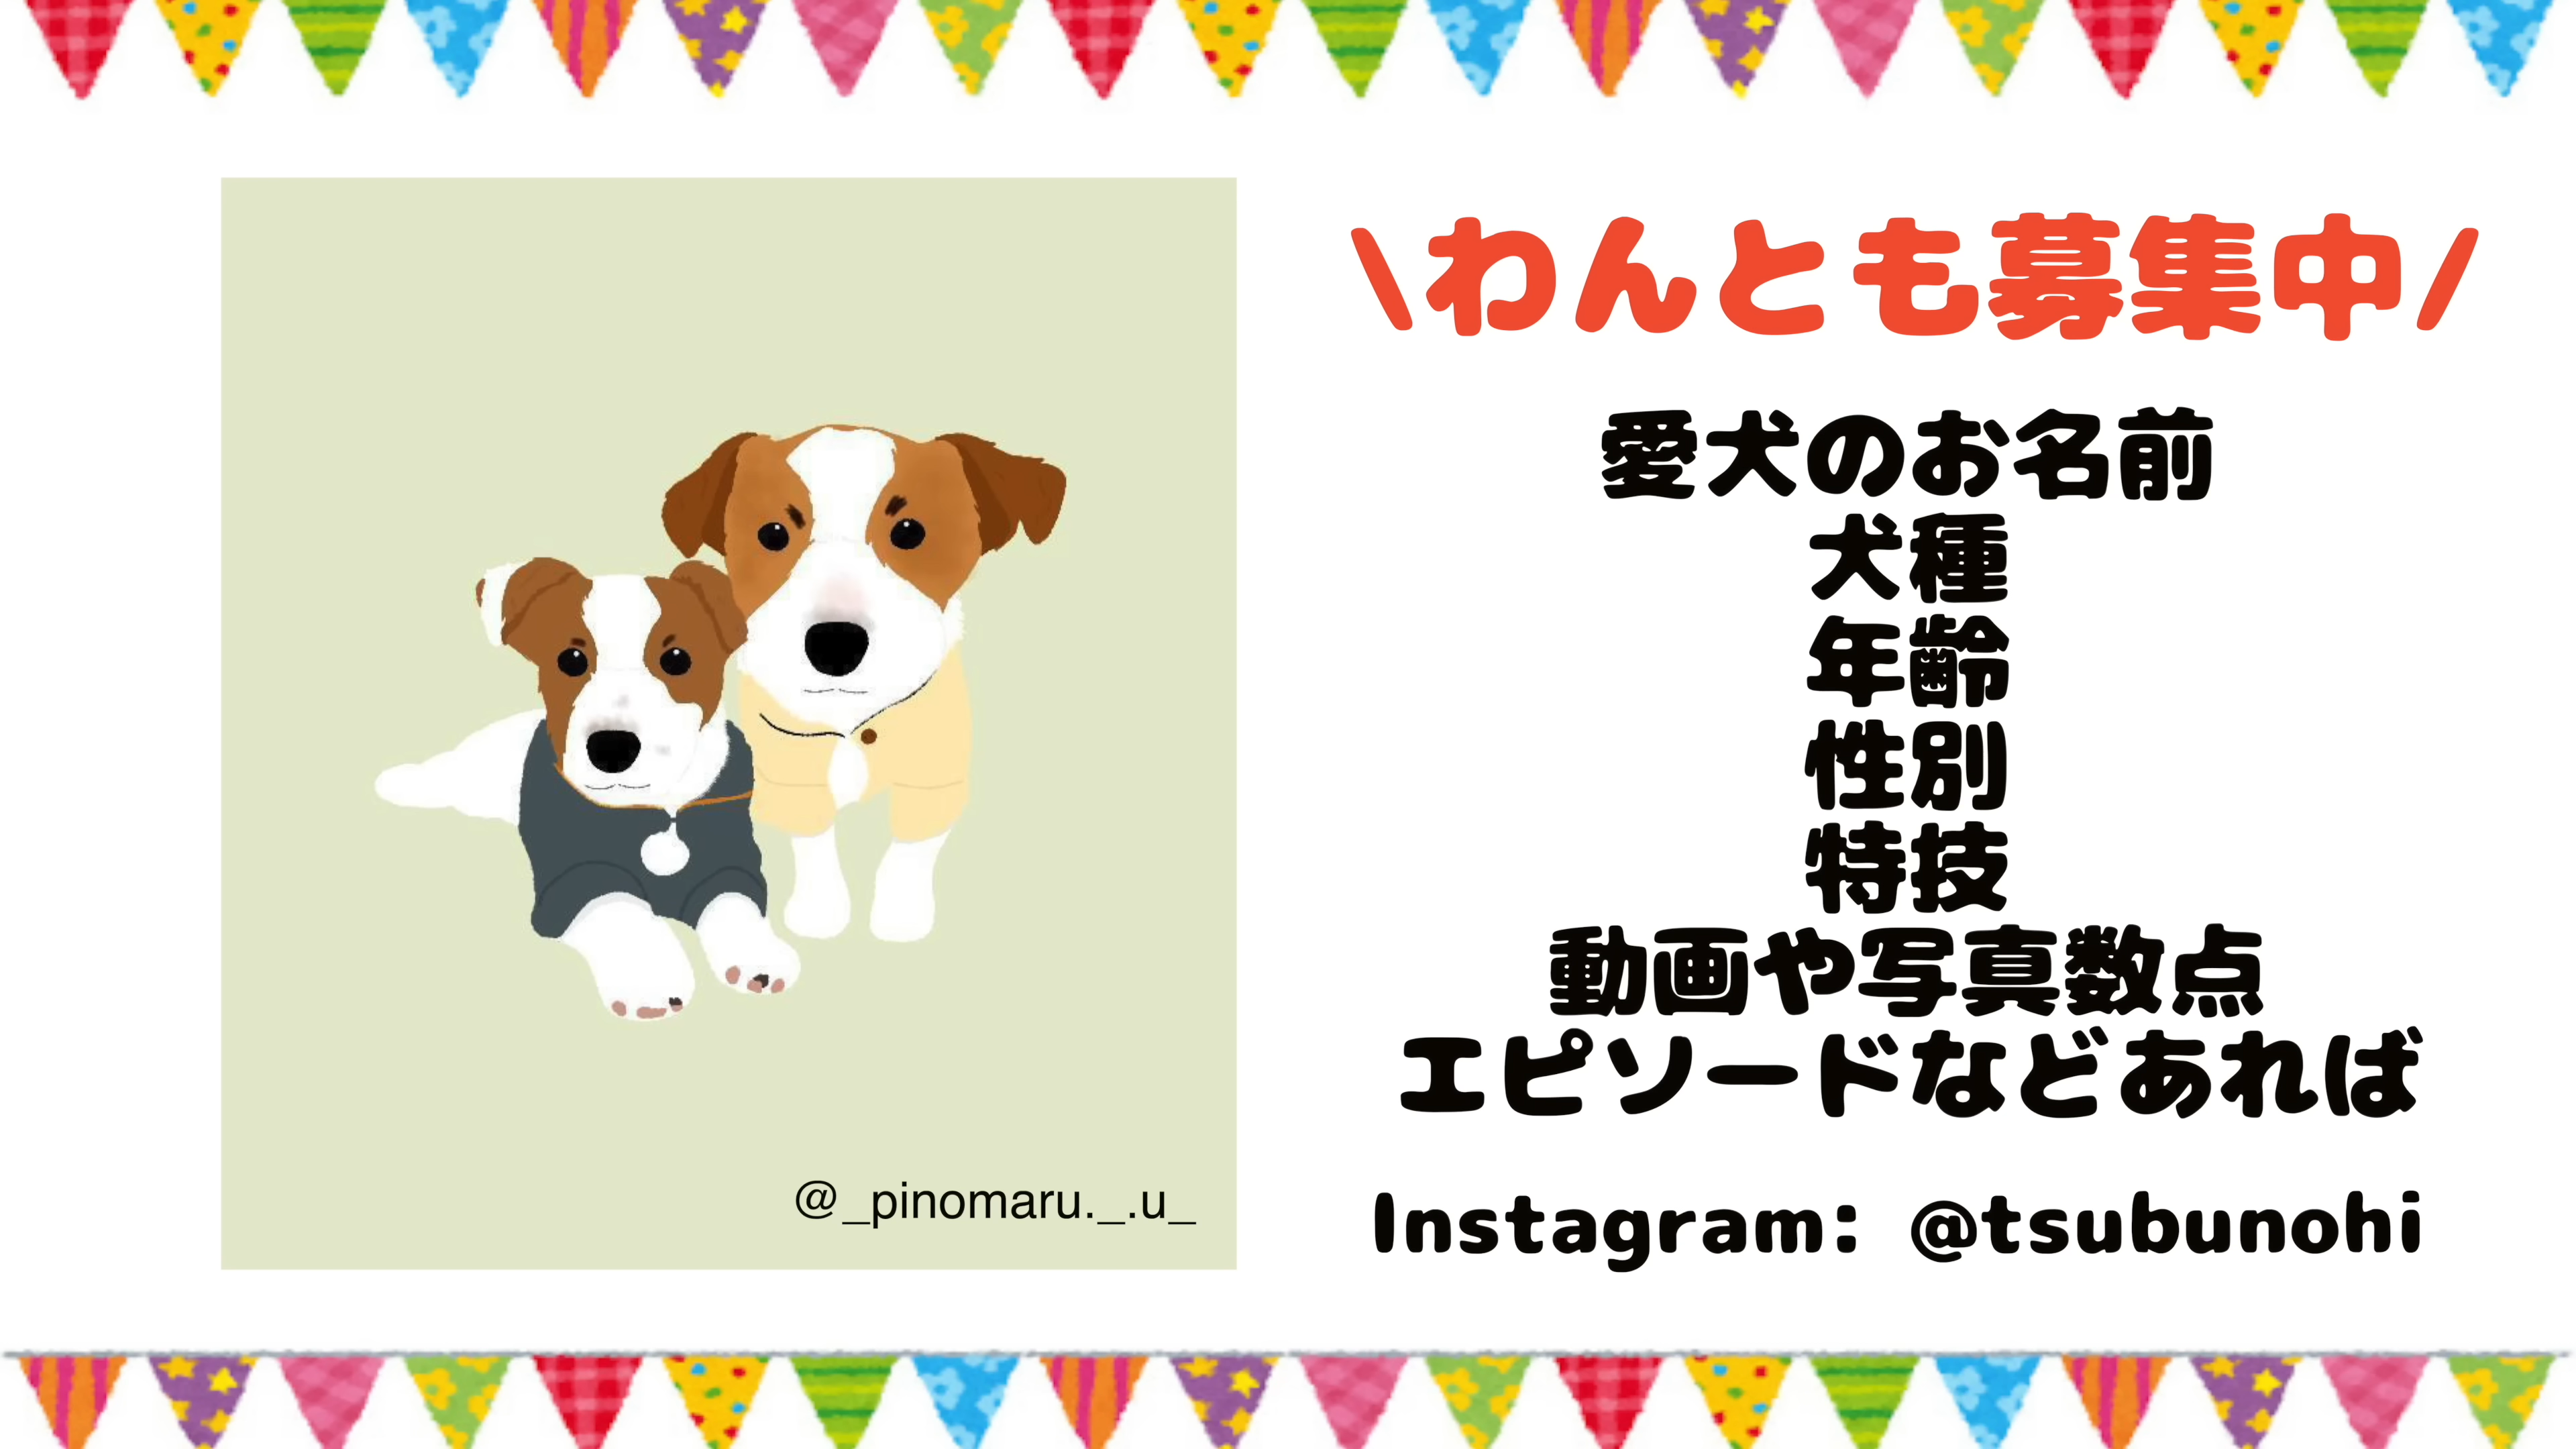 \わんとも募集中/
愛犬のお名前
犬種
年齢
性別
特技
動画や写真数点
エピソードなどあれば
Instagram: @tsubunohi
@_pinomaru._.u_